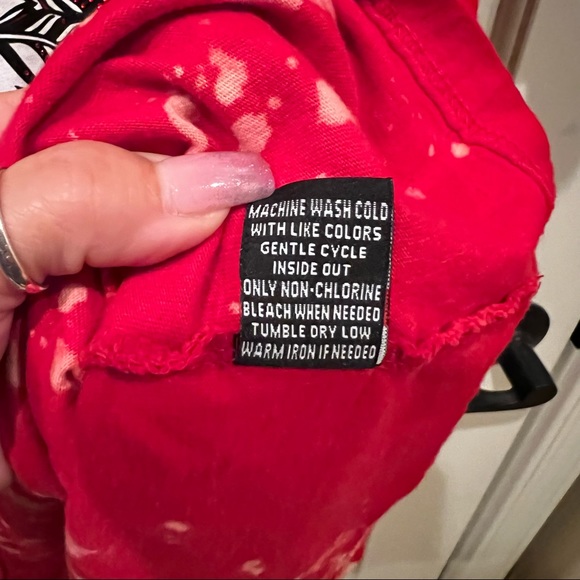 MACHINE WASH COLD
WITH LIKE COLORS
GENTLE CYCLE
INSIDE OUT
ONLY NON-CHLORINE
BLEACH WHEN NEEDED
TUMBLE DRY LOW
WARM IRON IF NEEDED